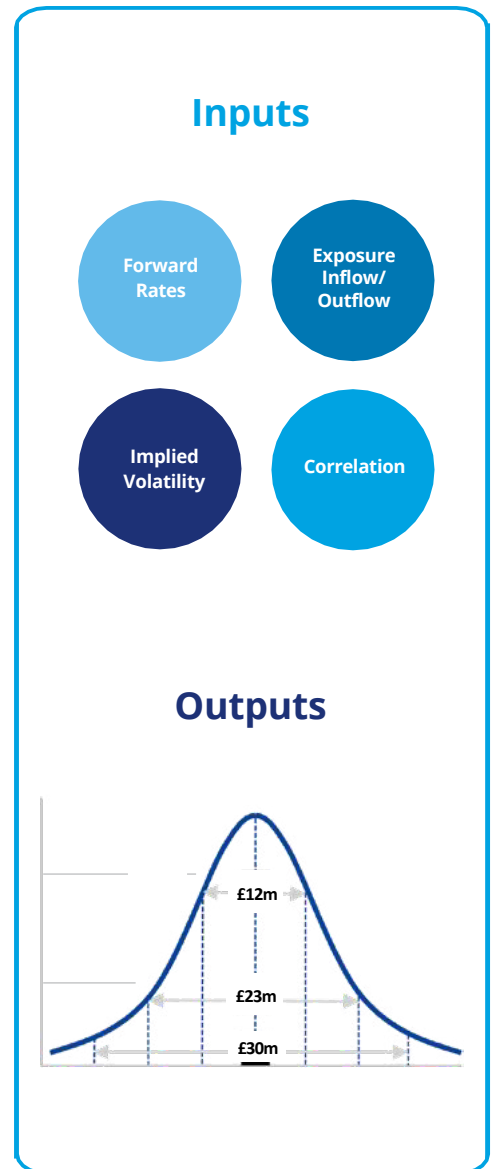 Inputs
Forward
Rates
Exposure
Inflow/
Outflow
Implied
Volatility
Correlation
Outputs
£12m
£23m
£30m